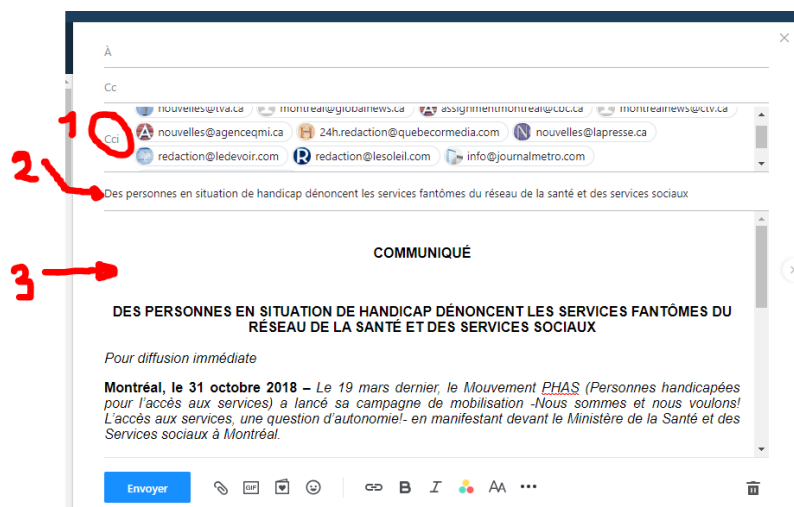 À
Cc
nouvelles@tva.ca montreal@globalnews.ca assignmentmontreal@cbc.ca montrealnews@ctv.ca
1
Cci nouvelles@agenceqmi.ca 24h.redaction@quebecormedia.com nouvelles@lapresse.ca
redaction@ledevoir.com redaction@lesoleil.com info@journalmetro.com
2
Des personnes en situation de handicap dénoncent les services fantômes du réseau de la santé et des services sociaux
COMMUNIQUÉ
3
DES PERSONNES EN SITUATION DE HANDICAP DÉNONCENT LES SERVICES FANTÔMES DU
RÉSEAU DE LA SANTÉ ET DES SERVICES SOCIAUX
Pour diffusion immédiate
Montréal, le 31 octobre 2018 – Le 19 mars dernier, le Mouvement PHAS (Personnes handicapées
pour l'accès aux services) a lancé sa campagne de mobilisation -Nous sommes et nous voulons!
L'accès aux services, une question d'autonomie!- en manifestant devant le Ministère de la Santé et des
Services sociaux à Montréal.
Envoyer GIF B I AA